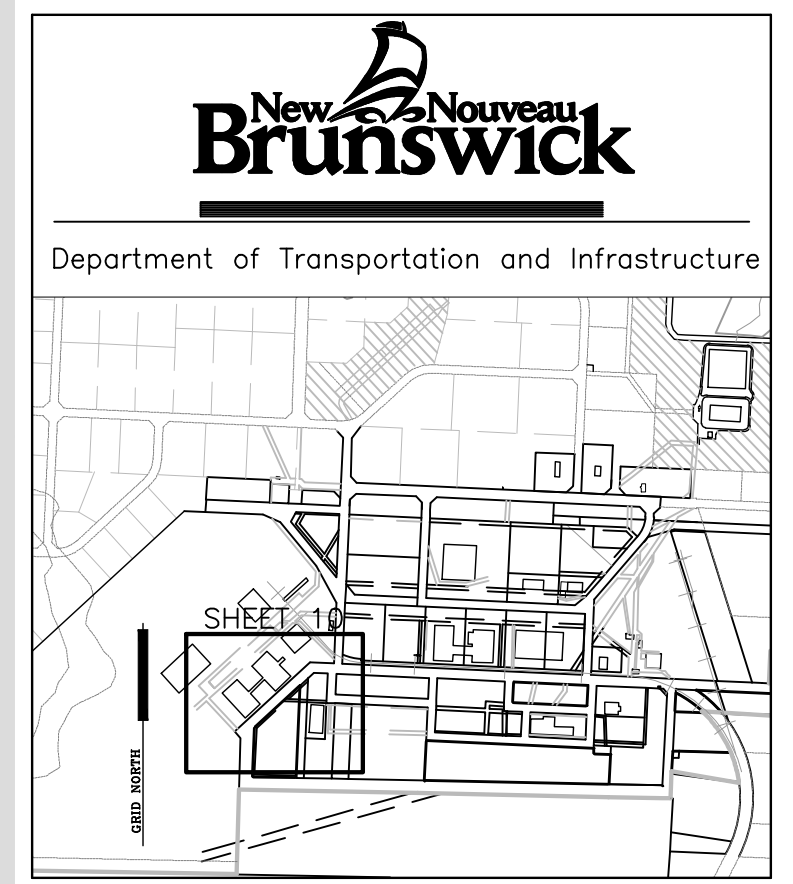 New Nouveau
Brunswick
Department of Transportation and Infrastructure
SHEET 10
GRID NORTH